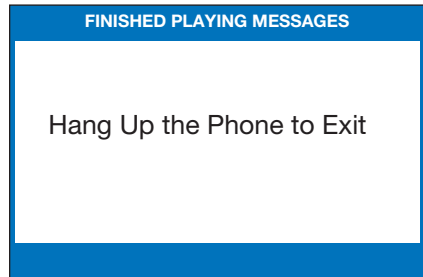 FINISHED PLAYING MESSAGES
Hang Up the Phone to Exit